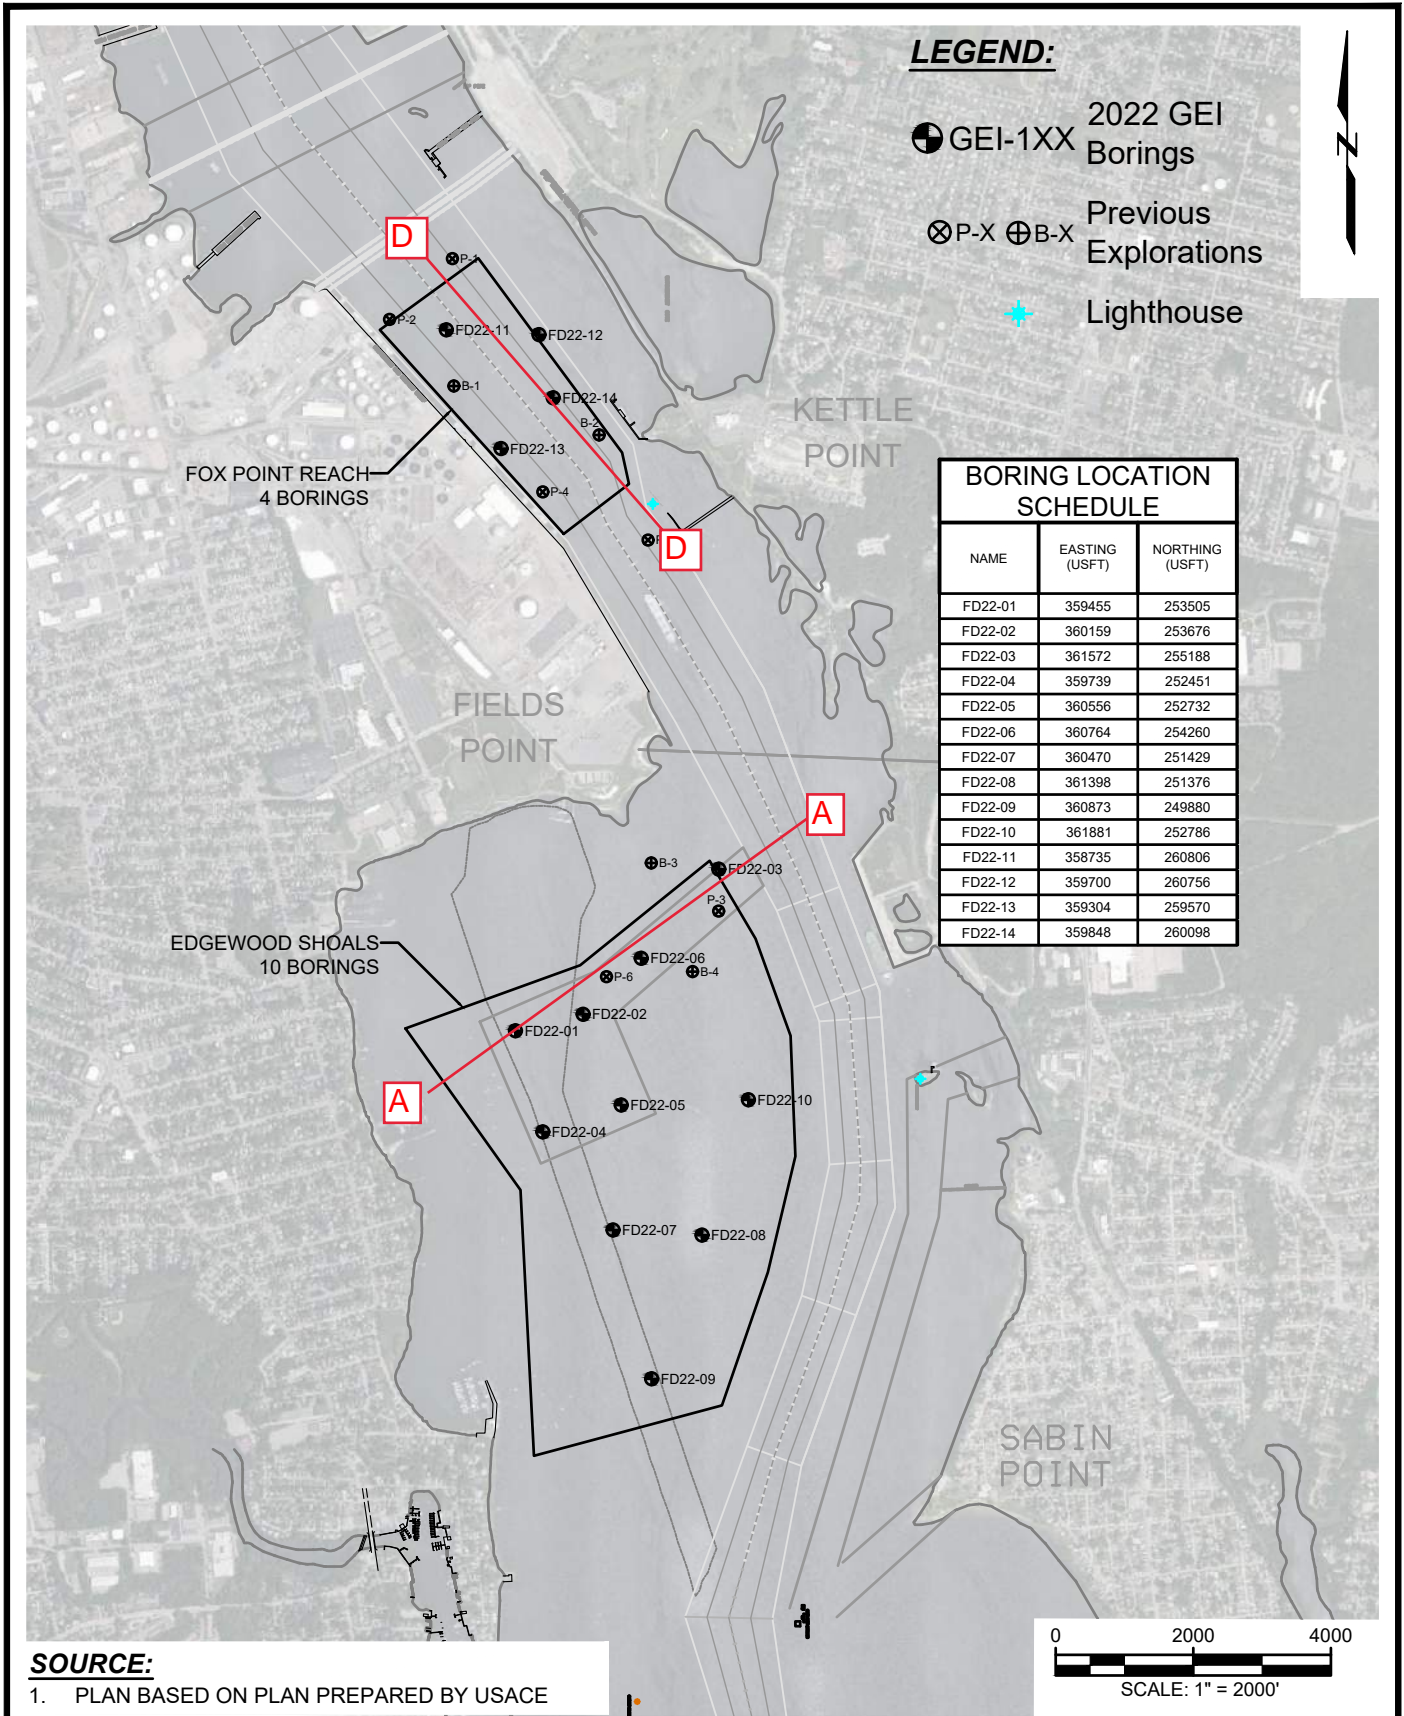 LEGEND:
GEI-1XX
2022 GEI
Borings
P-X
B-X
Previous
Explorations
Lighthouse
N
D
P-1
P-2
FD22-11
FD22-12
B-1
FD22-14
B-2
FD22-13
P-4
FOX POINT REACH
4 BORINGS
D
KETTLE
POINT
FIELDS
POINT
BORING LOCATION
SCHEDULE
NAME EASTING (USFT) NORTHING (USFT)
FD22-01 359455 253505
FD22-02 360159 253676
FD22-03 361572 255188
FD22-04 359739 252451
FD22-05 360556 252732
FD22-06 360764 254260
FD22-07 360470 251429
FD22-08 361398 251376
FD22-09 360873 249880
FD22-10 361881 252786
FD22-11 358735 260806
FD22-12 359700 260756
FD22-13 359304 259570
FD22-14 359848 260098
A
B-3
FD22-03
P-3
EDGEWOOD SHOALS
10 BORINGS
FD22-06
P-6
B-4
FD22-02
FD22-01
A
FD22-05
FD22-10
FD22-04
FD22-07
FD22-08
FD22-09
SABIN
POINT
0 2000 4000
SCALE: 1" = 2000'
SOURCE:
1. PLAN BASED ON PLAN PREPARED BY USACE